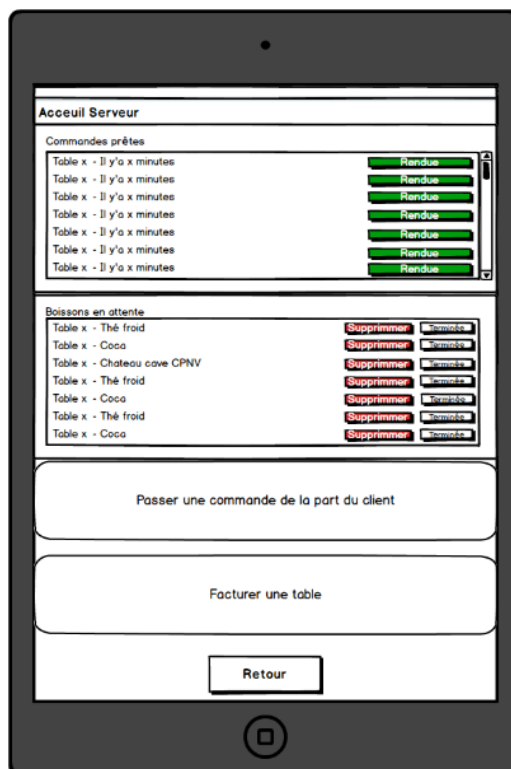 Acceuil Serveur
Commandes prêtes
Table x - Il y'a x minutes Rendue
Table x - Il y'a x minutes Rendue
Table x - Il y'a x minutes Rendue
Table x - Il y'a x minutes Rendue
Table x - Il y'a x minutes Rendue
Table x - Il y'a x minutes Rendue
Table x - Il y'a x minutes Rendue
Boissons en attente
Table x - Thé froid Supprimmer Terminée
Table x - Coca Supprimmer Terminée
Table x - Chateau cave CPNV Supprimmer Terminée
Table x - Thé froid Supprimmer Terminée
Table x - Coca Supprimmer Terminée
Table x - Thé froid Supprimmer Terminée
Table x - Coca Supprimmer Terminée
Passer une commande de la part du client
Facturer une table
Retour